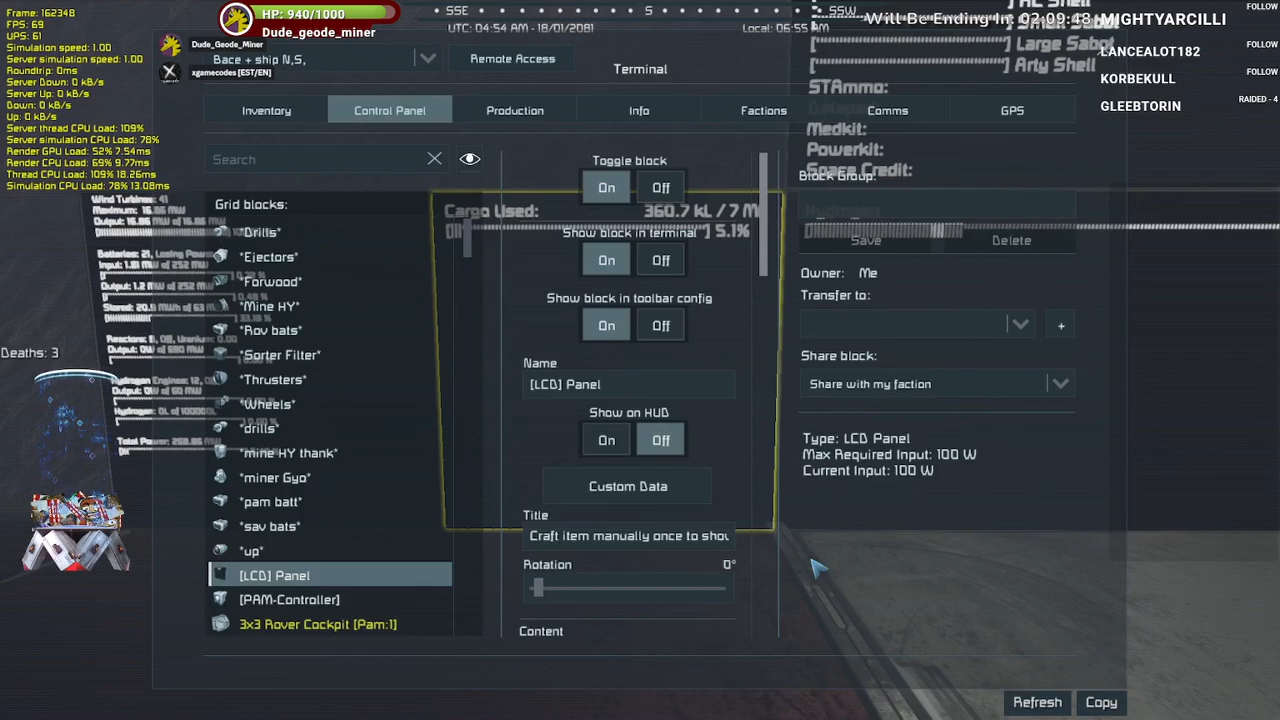 Frame: 162348
FPS: 69
UPS: 61
Simulation speed: 1.00
Server simulation speed: 1.00
Roundtrip: 0ms
Server Down: 0 kB/s
Server Up: 0 kB/s
Down: 0 kB/s
Up: 0 kB/s
Server thread CPU Load: 109%
Server simulation CPU Load: 78%
Render GPU Load: 52% 7.54ms
Render CPU Load: 69% 9.77ms
Thread CPU Load: 109% 18.26ms
Simulation CPU Load: 78% 13.08ms
HP: 940/1000
Dude_geode_miner
Dude_Geode_Miner
xgamecodes [EST/EN]
SSE
S
SSW
UTC: 04:54 AM - 18/01/2081
Local: 06:55 AM
Will Be Ending In: 02:09:48
MIGHTYARCILLI
FOLLOW
LANCEALOT182
FOLLOW
KORBEKULL
FOLLOW
GLEEBTORIN
RAIDED - 4
FOLLOW
Bace + ship N,S,
Remote Access
Terminal
Inventory
Control Panel
Production
Info
Factions
Comms
GPS
Large Sabot
Arty Shell
STAmmo:
Medkit:
Powerkit:
Space Credit:
Search
Grid blocks:
*Drills*
*Ejectors*
*Forwood*
*Mine HY*
*Rov bats*
*Sorter Filter*
*Thrusters*
*Wheels*
*drills*
*mine HY thank*
*miner Gyo*
*pam batt*
*sav bats*
*up*
[LCD] Panel
[PAM-Controller]
3x3 Rover Cockpit [Pam:1]
Wind Turbines: 41
Deaths: 3
Cargo Used: 360.7 kL / 7 M
5.1%
Toggle block
On Off
Show block in terminal
On Off
Show block in toolbar config
On Off
Name
[LCD] Panel
Show on HUD
On Off
Custom Data
Title
Craft item manually once to shou
Rotation 0°
Content
Block Group:
Save
Delete
Owner: Me
Transfer to:
+
Share block:
Share with my faction
Type: LCD Panel
Max Required Input: 100 W
Current Input: 100 W
Refresh
Copy